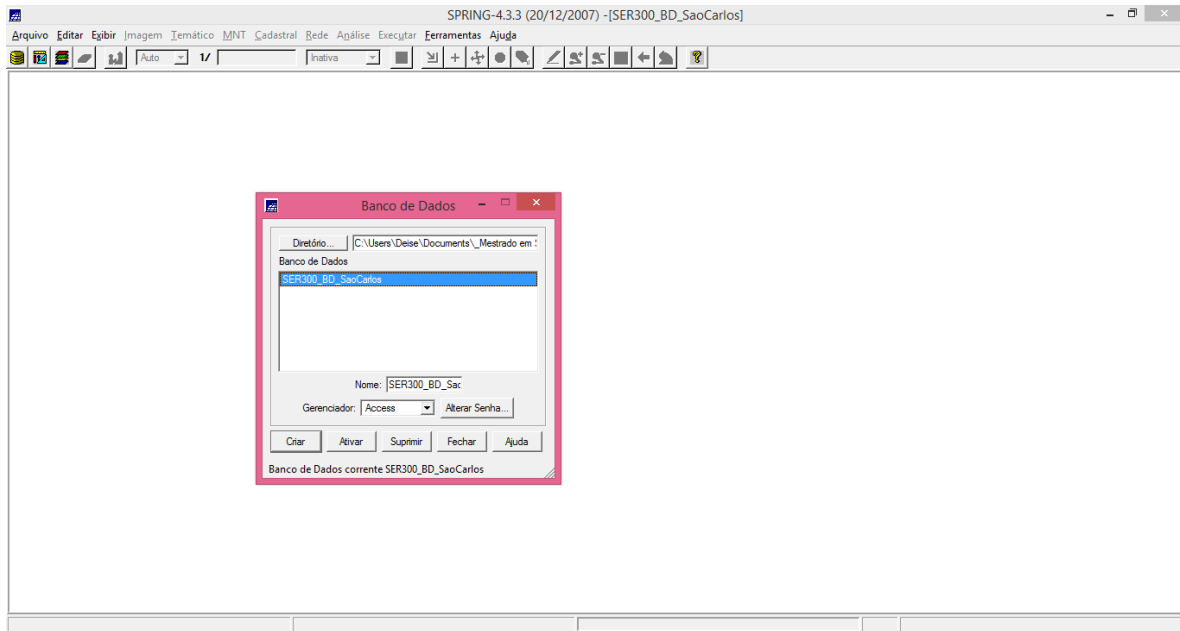 SPRING-4.3.3 (20/12/2007) -[SER300_BD_SaoCarlos]
Arquivo Editar Exibir Imagem Temático MNT Cadastral Rede Análise Executar Ferramentas Ajuda
Auto 1/ Inativa
Banco de Dados
Diretório... C:\Users\Deise\Documents\_Mestrado em
Banco de Dados
SER300_BD_SaoCarlos
Nome: SER300_BD_Sac
Gerenciador: Access Alterar Senha...
Criar Ativar Suprimir Fechar Ajuda
Banco de Dados corrente SER300_BD_SaoCarlos